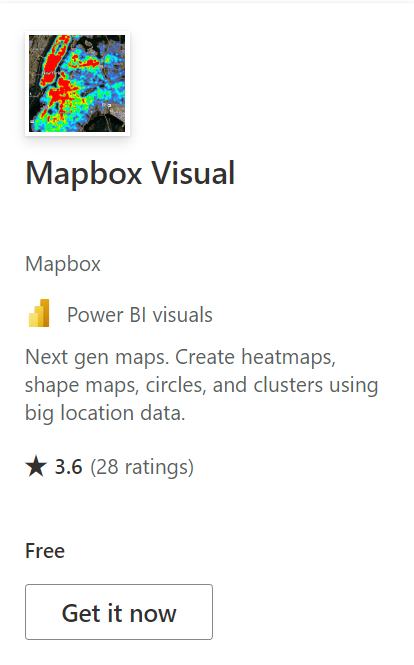 Mapbox Visual
Mapbox
Power BI visuals
Next gen maps. Create heatmaps,
shape maps, circles, and clusters using
big location data.
★ 3.6 (28 ratings)
Free
Get it now